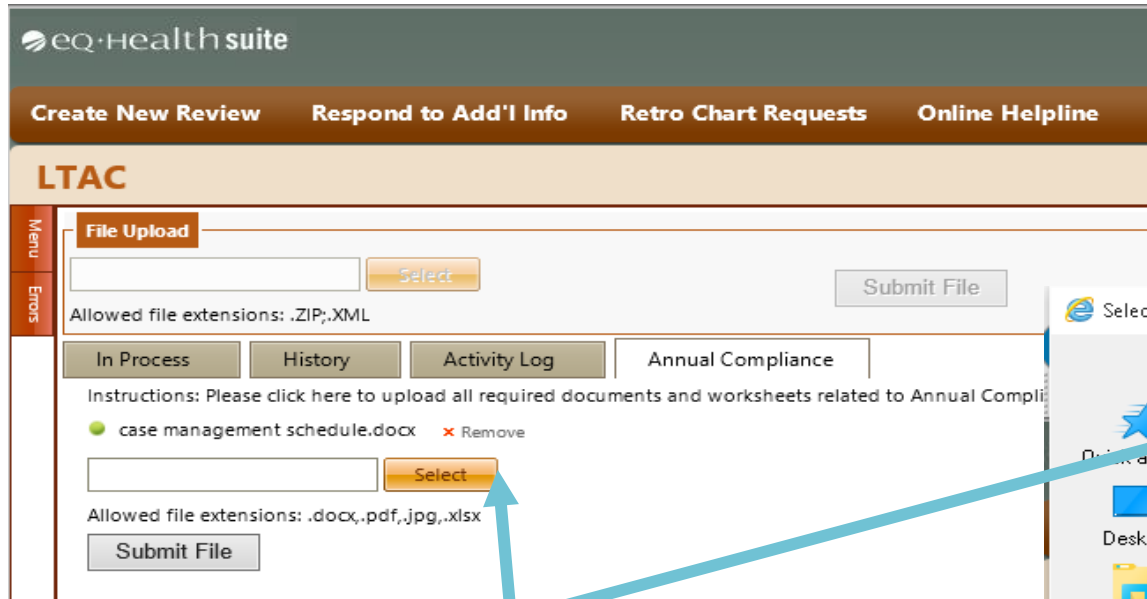 eQ·Health suite
Create New Review Respond to Add'l Info Retro Chart Requests Online Helpline
LTAC
Menu
Errors
File Upload
Select
Submit File
Allowed file extensions: .ZIP;.XML
In Process History Activity Log Annual Compliance
Instructions: Please click here to upload all required documents and worksheets related to Annual Compli
case management schedule.docx × Remove
Select
Allowed file extensions: .docx,.pdf,.jpg,.xlsx
Submit File
Selec
Desk